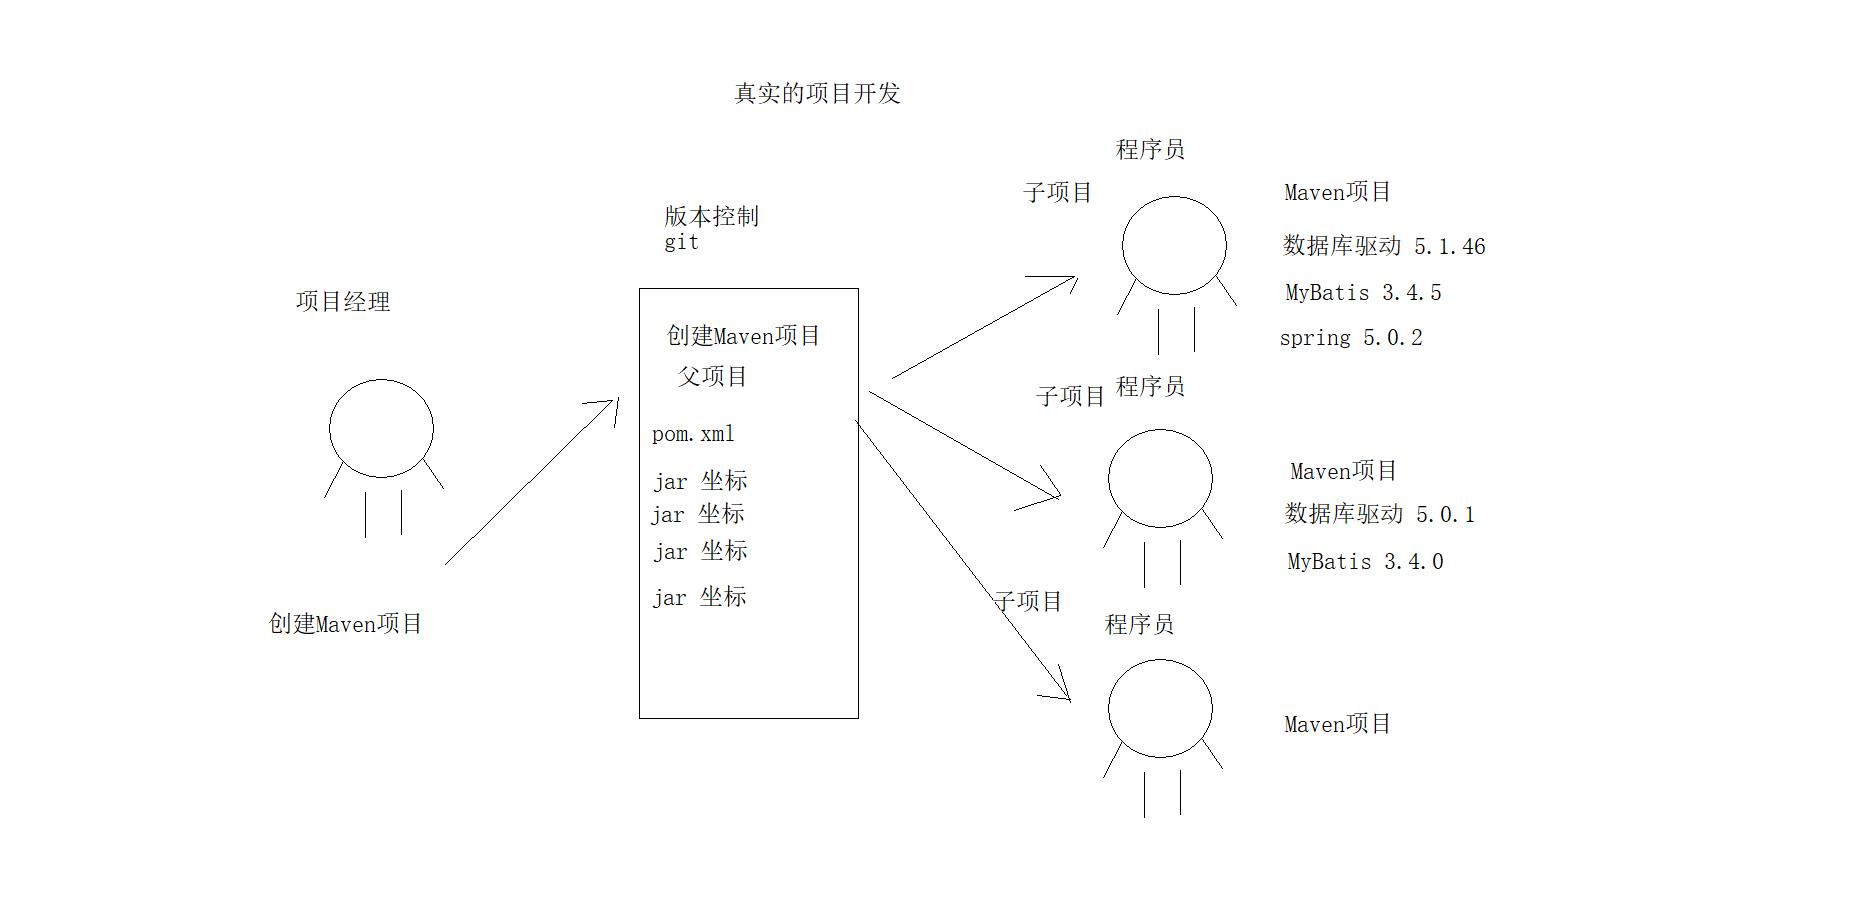 真实的项目开发
项目经理
创建Maven项目
版本控制
git
创建Maven项目
父项目
pom.xml
jar 坐标
jar 坐标
jar 坐标
jar 坐标
程序员
子项目
Maven项目
数据库驱动 5.1.46
MyBatis 3.4.5
spring 5.0.2
子项目
程序员
Maven项目
数据库驱动 5.0.1
MyBatis 3.4.0
子项目
程序员
Maven项目